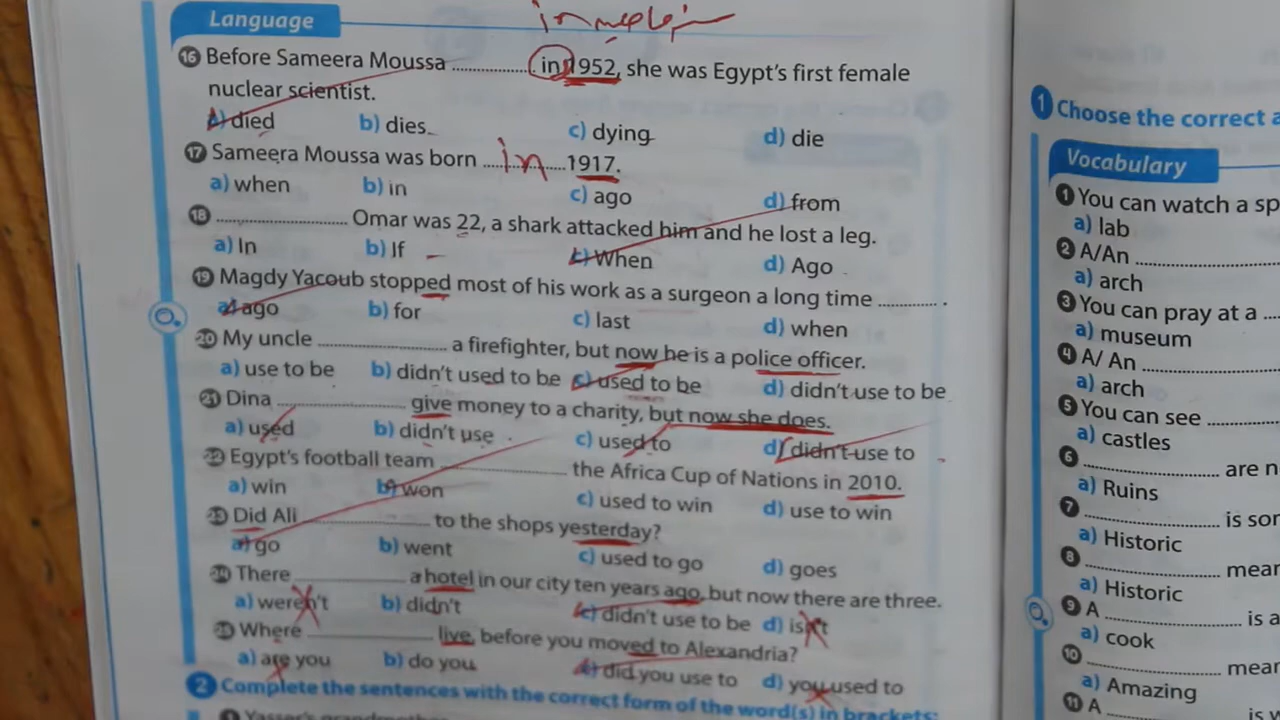 Language
16 Before Sameera Moussa .................. in 1952, she was Egypt's first female
nuclear scientist.
a) died b) dies c) dying d) die
17 Sameera Moussa was born ......in...... 1917.
a) when b) in c) ago d) from
18 .......................... Omar was 22, a shark attacked him and he lost a leg.
a) In b) If c) When d) Ago
19 Magdy Yacoub stopped most of his work as a surgeon a long time ............ .
a) ago b) for c) last d) when
20 My uncle .......................... a firefighter, but now he is a police officer.
a) use to be b) didn't used to be c) used to be d) didn't use to be
21 Dina .......................... give money to a charity, but now she does.
a) used b) didn't use c) used to d) didn't use to
22 Egypt's football team .......................... the Africa Cup of Nations in 2010.
a) win b) won c) used to win d) use to win
23 Did Ali .......................... to the shops yesterday?
a) go b) went c) used to go d) goes
24 There ...................... a hotel in our city ten years ago, but now there are three.
a) weren't b) didn't c) didn't use to be d) isn't
25 Where .......................... live, before you moved to Alexandria?
a) are you b) do you c) did you use to d) you used to
2 Complete the sentences with the correct form of the word(s) in brackets:
1 Yasser's
1 Choose the correct a
Vocabulary
1 You can watch a sp
a) lab
2 A/An ..........................
a) arch
3 You can pray at a ....
a) museum
4 A/ An ..........................
a) arch
5 You can see ................
a) castles
6 .......................... are n
a) Ruins
7 .......................... is sor
a) Historic
8 .......................... mear
a) Historic
9 A .......................... is a
a) cook
10 .......................... mear
a) Amazing
11 A .......................... is w